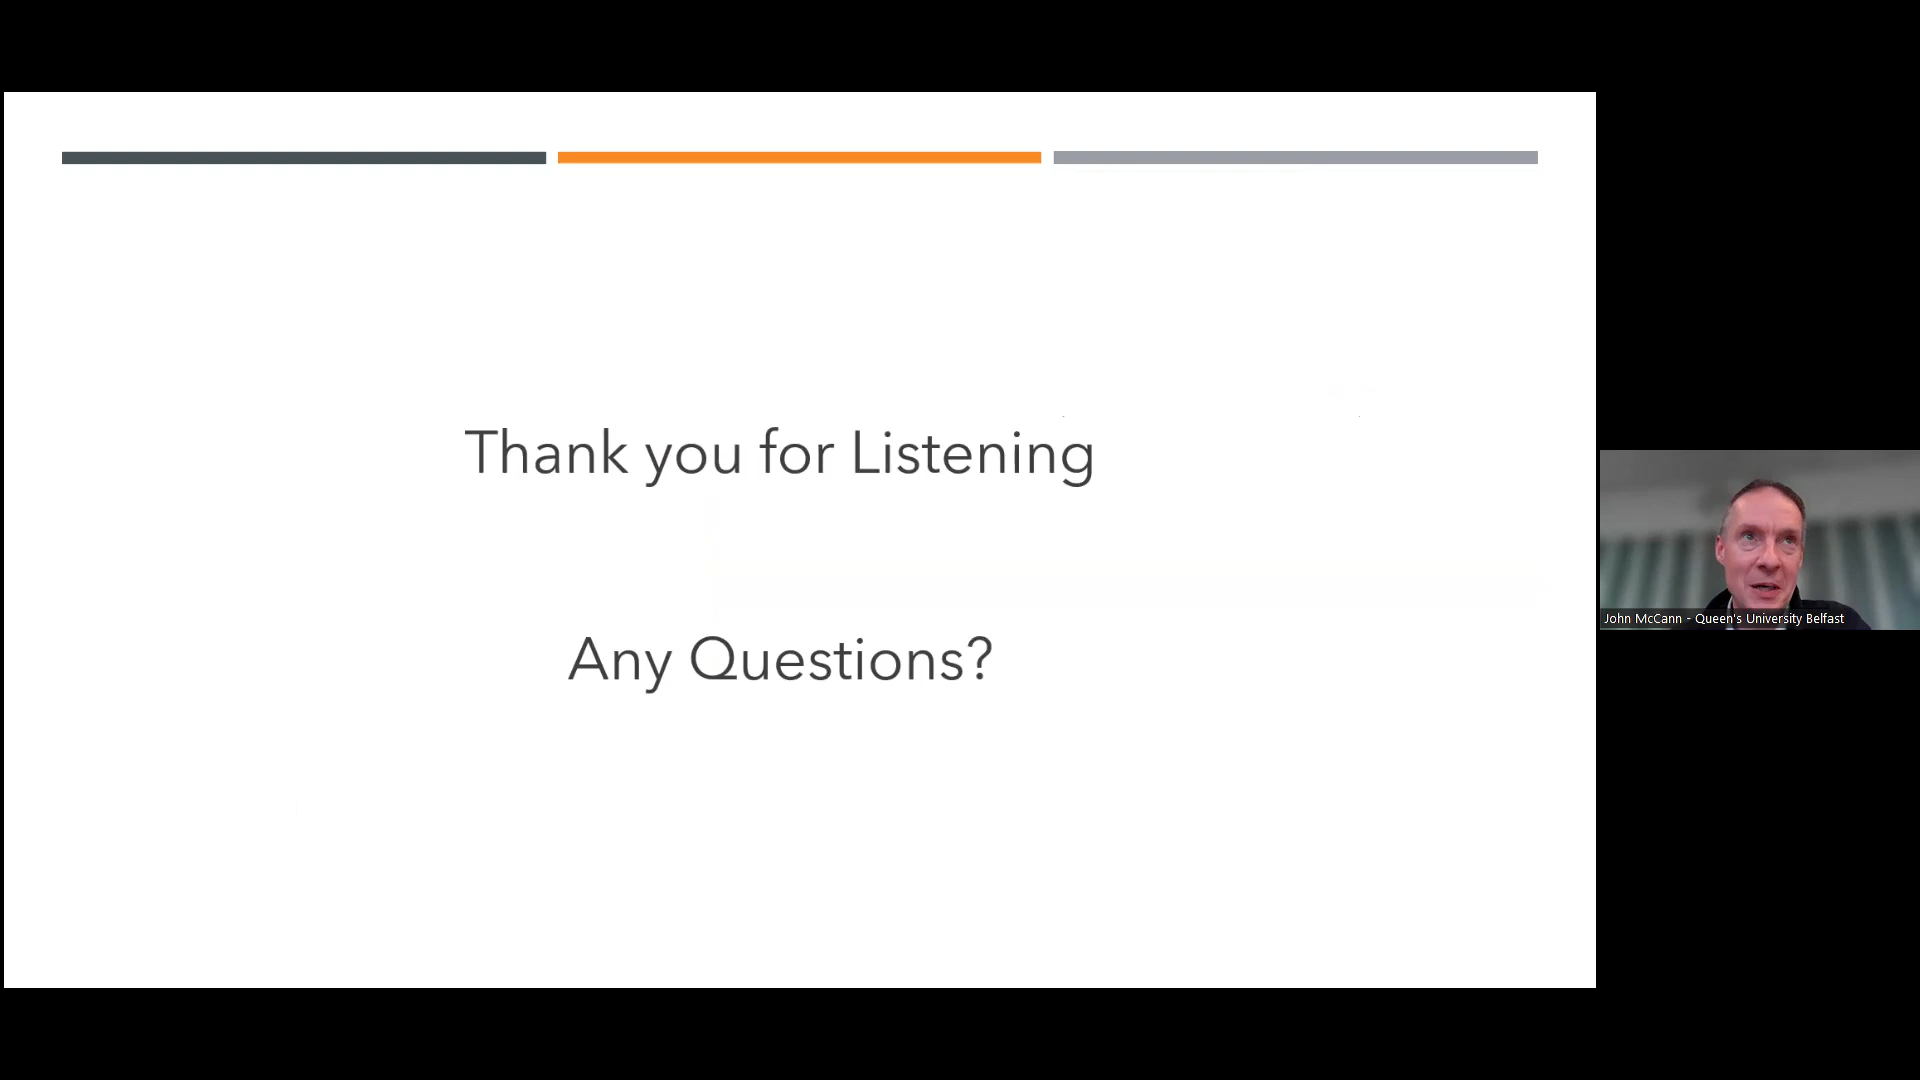 Thank you for Listening
Any Questions?
John McCann - Queen's University Belfast